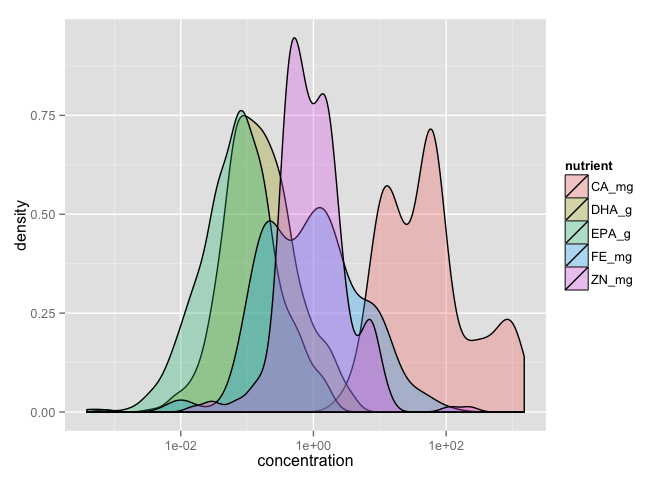 density
0.75
0.50
0.25
0.00
1e-02 1e+00 1e+02
concentration
nutrient
CA_mg
DHA_g
EPA_g
FE_mg
ZN_mg